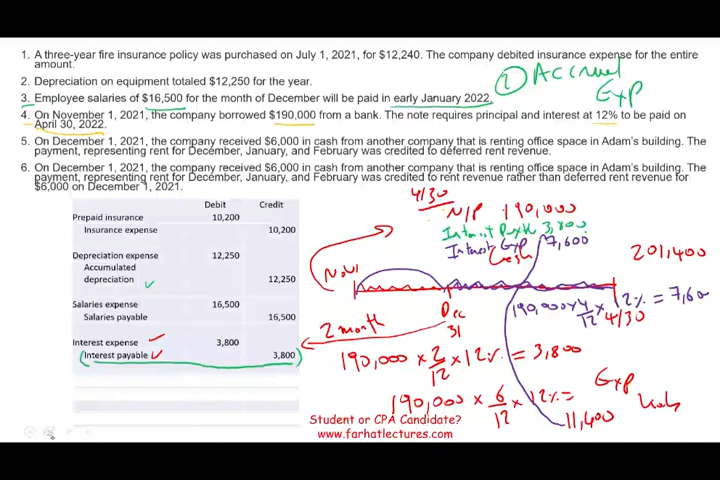 1. A three-year fire insurance policy was purchased on July 1, 2021, for $12,240. The company debited insurance expense for the entire
amount.
2. Depreciation on equipment totaled $12,250 for the year.
② Accrued
Exp
3. Employee salaries of $16,500 for the month of December will be paid in early January 2022.
4. On November 1, 2021, the company borrowed $190,000 from a bank. The note requires principal and interest at 12% to be paid on
April 30, 2022.
5. On December 1, 2021, the company received $6,000 in cash from another company that is renting office space in Adam's building. The
payment, representing rent for December, January, and February was credited to deferred rent revenue.
6. On December 1, 2021, the company received $6,000 in cash from another company that is renting office space in Adam's building. The
payment, representing rent for December, January, and February was credited to rent revenue rather than deferred rent revenue for
$6,000 on December 1, 2021.
Debit Credit
Prepaid insurance 10,200
Insurance expense 10,200
Depreciation expense 12,250
Accumulated
depreciation 12,250
Salaries expense 16,500
Salaries payable 16,500
Interest expense 3,800
Interest payable 3,800
4/30
N/P 190,000
Interest Payable 3,800
Interest Exp 7,600
Cash 201,400
Nov 1
Dec
31
4/30
190,000 × 4/12 × 12% = 7,60
2 month
190,000 × 2/12 × 12% = 3,800
190,000 × 6/12 × 12% =
11,400
Exp
Student or CPA Candidate?
www.farhatlectures.com